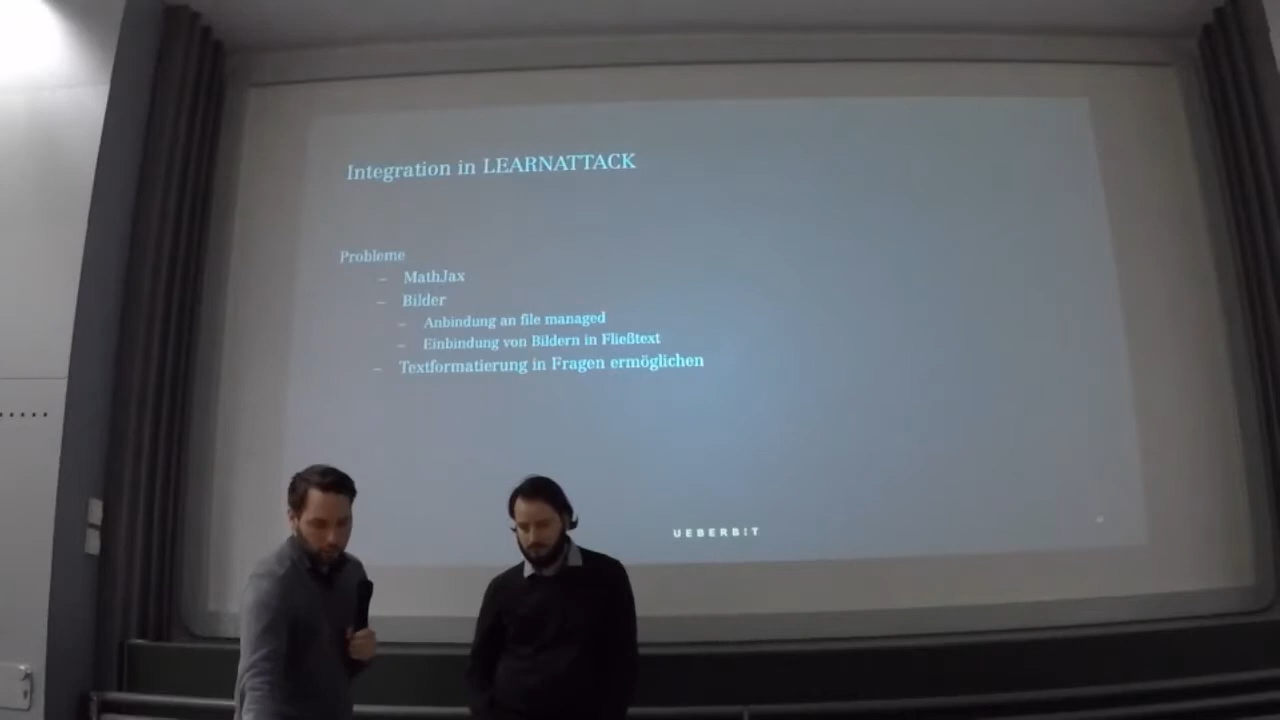 Integration in LEARNATTACK
Probleme
– MathJax
– Bilder
– Anbindung an file managed
– Einbindung von Bildern in Fließtext
– Textformatierung in Fragen ermöglichen
UEBERBIT